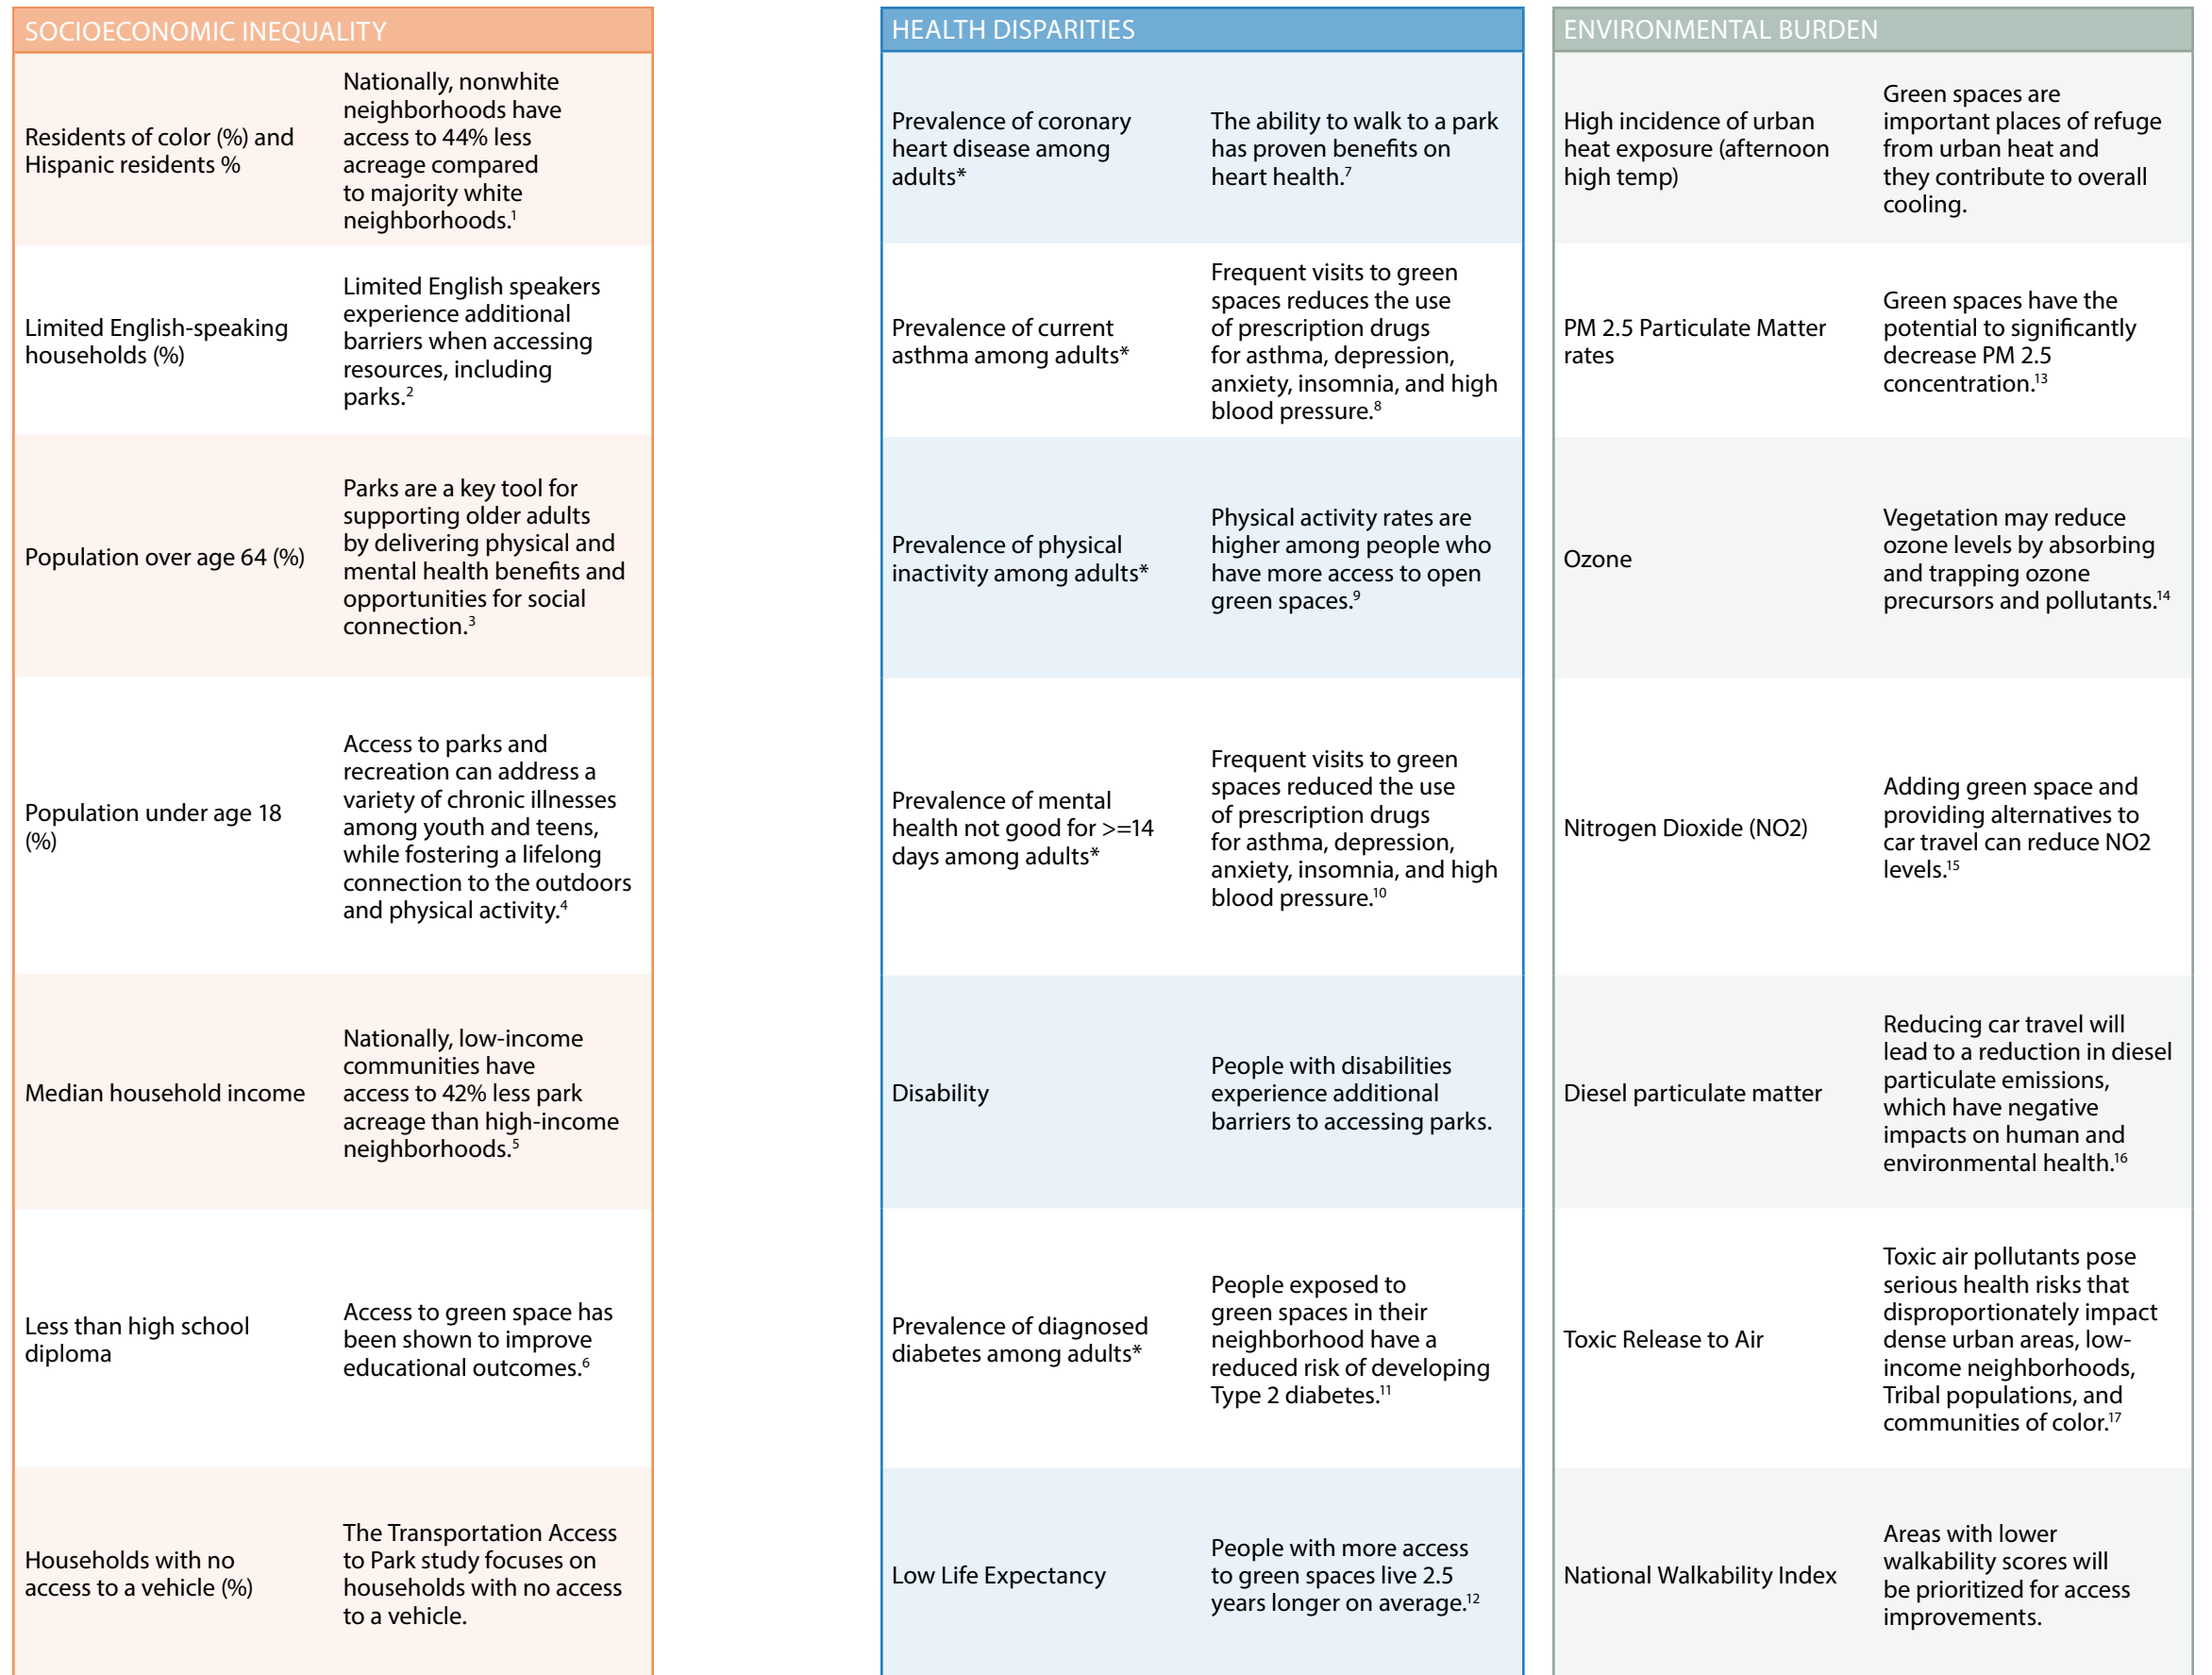 SOCIOECONOMIC INEQUALITY
Residents of color (%) and
Hispanic residents %
Nationally, nonwhite
neighborhoods have
access to 44% less
acreage compared
to majority white
neighborhoods.1
Limited English-speaking
households (%)
Limited English speakers
experience additional
barriers when accessing
resources, including
parks.2
Population over age 64 (%)
Parks are a key tool for
supporting older adults
by delivering physical and
mental health benefits and
opportunities for social
connection.3
Population under age 18
(%)
Access to parks and
recreation can address a
variety of chronic illnesses
among youth and teens,
while fostering a lifelong
connection to the outdoors
and physical activity.4
Median household income
Nationally, low-income
communities have
access to 42% less park
acreage than high-income
neighborhoods.5
Less than high school
diploma
Access to green space has
been shown to improve
educational outcomes.6
Households with no
access to a vehicle (%)
The Transportation Access
to Park study focuses on
households with no access
to a vehicle.
HEALTH DISPARITIES
Prevalence of coronary
heart disease among
adults*
The ability to walk to a park
has proven benefits on
heart health.7
Prevalence of current
asthma among adults*
Frequent visits to green
spaces reduces the use
of prescription drugs
for asthma, depression,
anxiety, insomnia, and high
blood pressure.8
Prevalence of physical
inactivity among adults*
Physical activity rates are
higher among people who
have more access to open
green spaces.9
Prevalence of mental
health not good for >=14
days among adults*
Frequent visits to green
spaces reduced the use
of prescription drugs
for asthma, depression,
anxiety, insomnia, and high
blood pressure.10
Disability
People with disabilities
experience additional
barriers to accessing parks.
Prevalence of diagnosed
diabetes among adults*
People exposed to
green spaces in their
neighborhood have a
reduced risk of developing
Type 2 diabetes.11
Low Life Expectancy
People with more access
to green spaces live 2.5
years longer on average.12
ENVIRONMENTAL BURDEN
High incidence of urban
heat exposure (afternoon
high temp)
Green spaces are
important places of refuge
from urban heat and
they contribute to overall
cooling.
PM 2.5 Particulate Matter
rates
Green spaces have the
potential to significantly
decrease PM 2.5
concentration.13
Ozone
Vegetation may reduce
ozone levels by absorbing
and trapping ozone
precursors and pollutants.14
Nitrogen Dioxide (NO2)
Adding green space and
providing alternatives to
car travel can reduce NO2
levels.15
Diesel particulate matter
Reducing car travel will
lead to a reduction in diesel
particulate emissions,
which have negative
impacts on human and
environmental health.16
Toxic Release to Air
Toxic air pollutants pose
serious health risks that
disproportionately impact
dense urban areas, low-
income neighborhoods,
Tribal populations, and
communities of color.17
National Walkability Index
Areas with lower
walkability scores will
be prioritized for access
improvements.